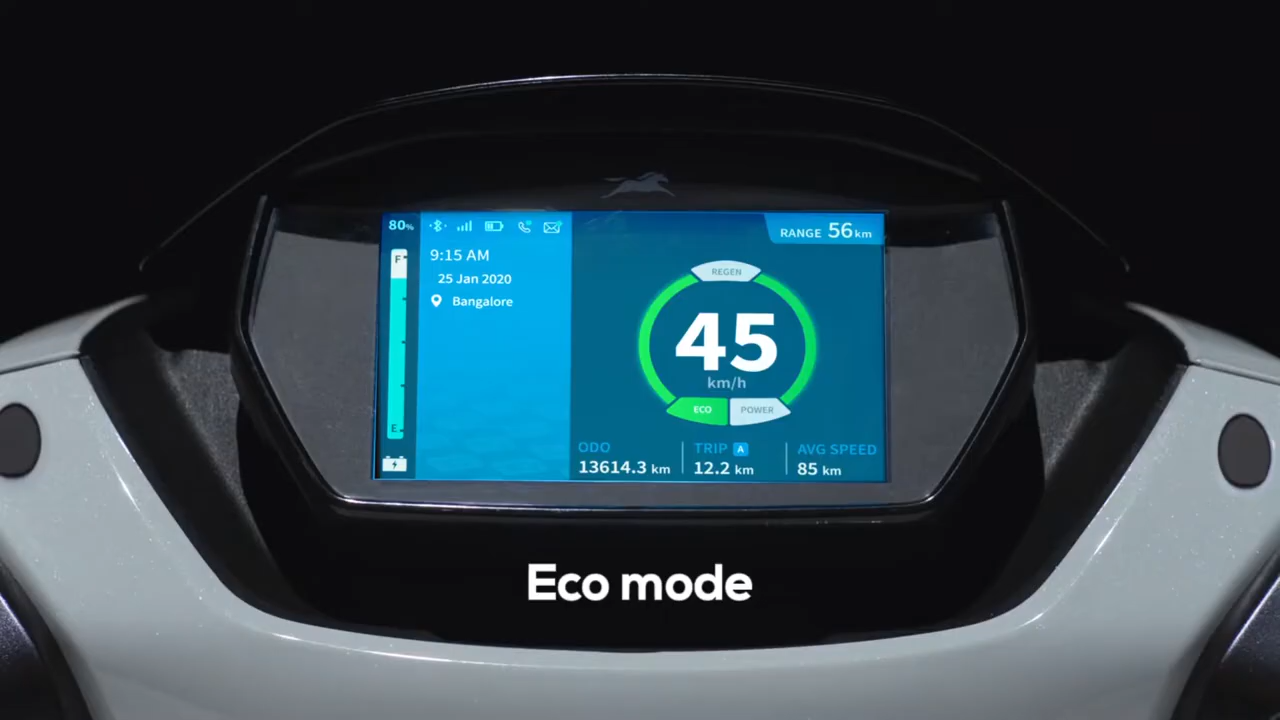 80%
RANGE 56 km
9:15 AM
25 Jan 2020
Bangalore
F
E
REGEN
45
km/h
ECO POWER
ODO
13614.3 km
TRIP A
12.2 km
AVG SPEED
85 km
Eco mode